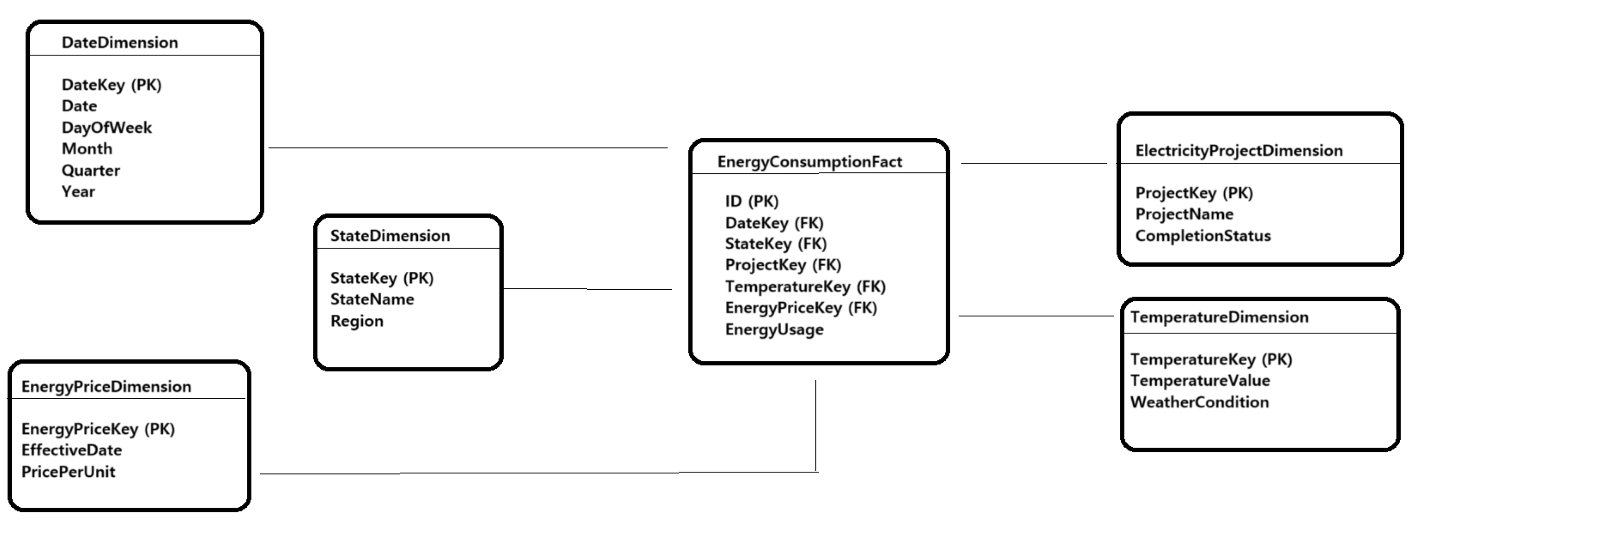 DateDimension
DateKey (PK)
Date
DayOfWeek
Month
Quarter
Year
StateDimension
StateKey (PK)
StateName
Region
EnergyPriceDimension
EnergyPriceKey (PK)
EffectiveDate
PricePerUnit
EnergyConsumptionFact
ID (PK)
DateKey (FK)
StateKey (FK)
ProjectKey (FK)
TemperatureKey (FK)
EnergyPriceKey (FK)
EnergyUsage
ElectricityProjectDimension
ProjectKey (PK)
ProjectName
CompletionStatus
TemperatureDimension
TemperatureKey (PK)
TemperatureValue
WeatherCondition